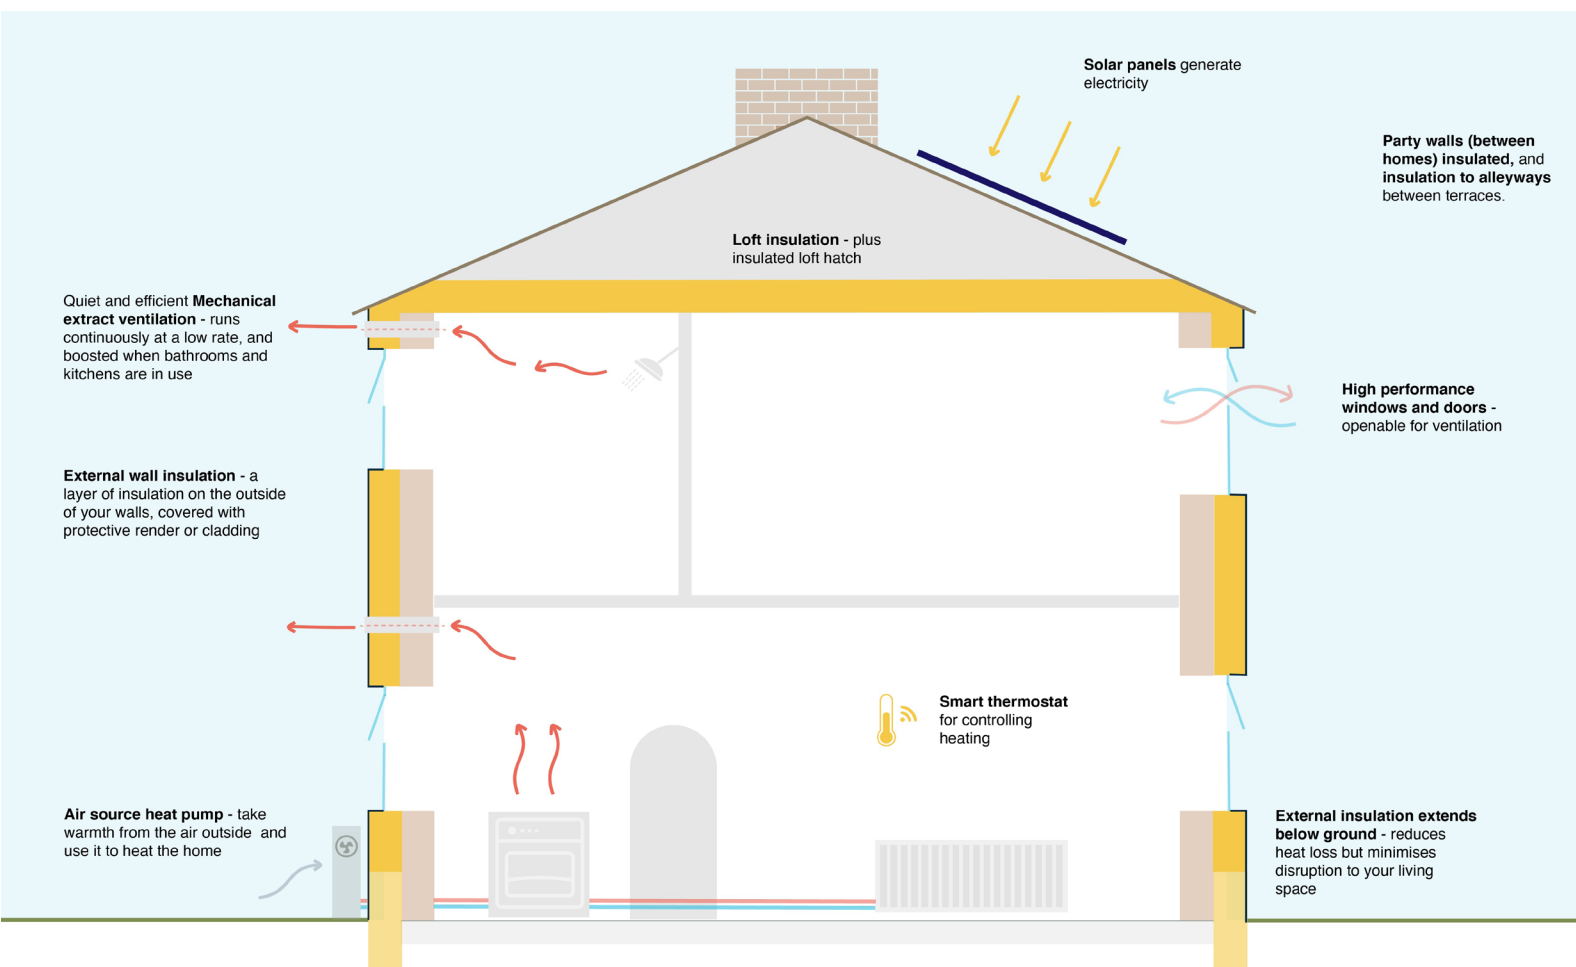 Solar panels generate
electricity
Party walls (between
homes) insulated, and
insulation to alleyways
between terraces.
Loft insulation - plus
insulated loft hatch
Quiet and efficient Mechanical
extract ventilation - runs
continuously at a low rate, and
boosted when bathrooms and
kitchens are in use
High performance
windows and doors -
openable for ventilation
External wall insulation - a
layer of insulation on the outside
of your walls, covered with
protective render or cladding
Smart thermostat
for controlling
heating
Air source heat pump - take
warmth from the air outside and
use it to heat the home
External insulation extends
below ground - reduces
heat loss but minimises
disruption to your living
space